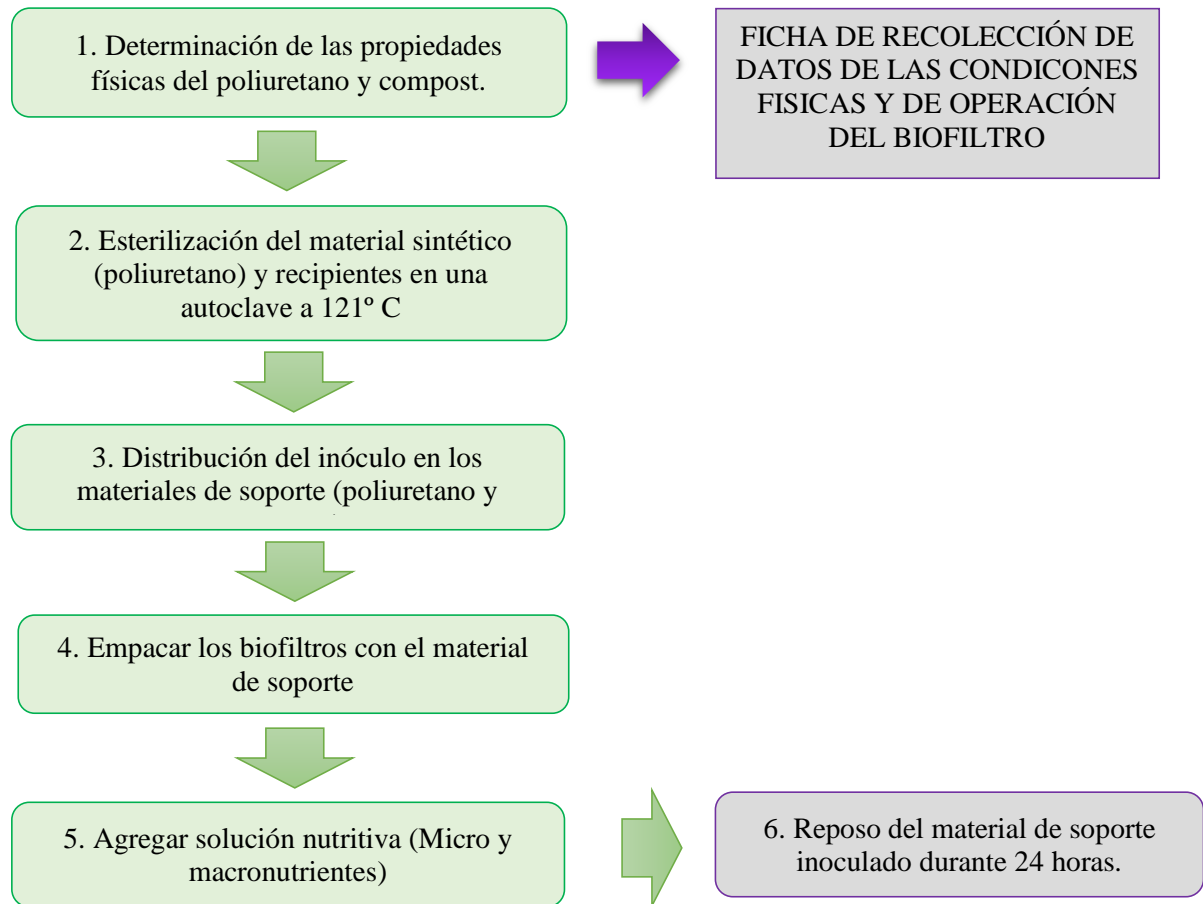 1. Determinación de las propiedades
físicas del poliuretano y compost.
FICHA DE RECOLECCIÓN DE
DATOS DE LAS CONDICONES
FISICAS Y DE OPERACIÓN
DEL BIOFILTRO
2. Esterilización del material sintético
(poliuretano) y recipientes en una
autoclave a 121º C
3. Distribución del inóculo en los
materiales de soporte (poliuretano y
4. Empacar los biofiltros con el material
de soporte
5. Agregar solución nutritiva (Micro y
macronutrientes)
6. Reposo del material de soporte
inoculado durante 24 horas.